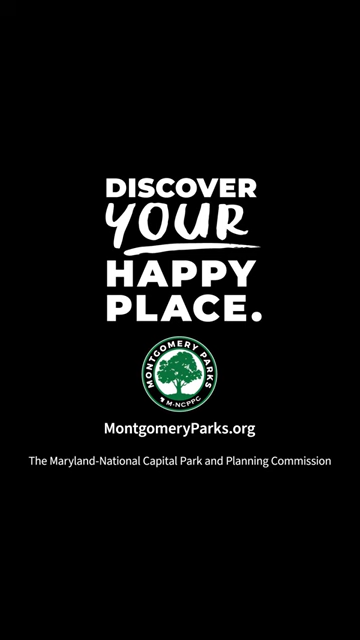 DISCOVER
YOUR
HAPPY
PLACE.
MONTGOMERY PARKS
M-NCPPC
MontgomeryParks.org
The Maryland-National Capital Park and Planning Commission